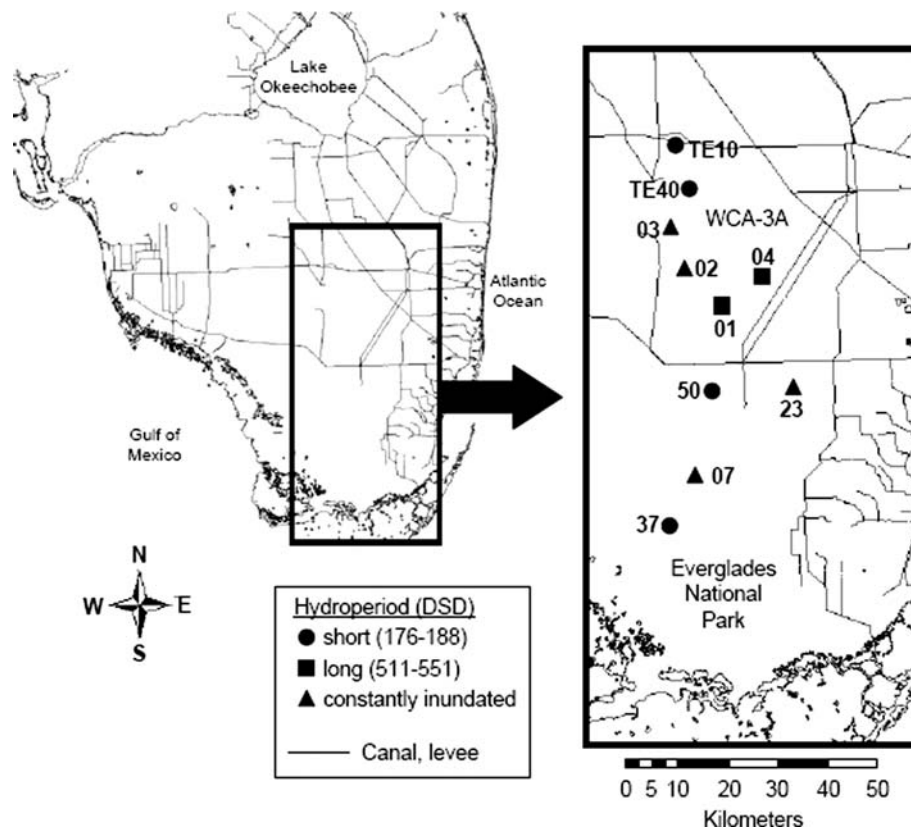 Lake
Okeechobee
Atlantic
Ocean
Gulf of
Mexico
N
W E
S
Hydroperiod (DSD)
short (176-188)
long (511-551)
constantly inundated
Canal, levee
TE10
TE40
WCA-3A
03
02
04
01
50
23
07
37
Everglades
National
Park
0 5 10 20 30 40 50
Kilometers